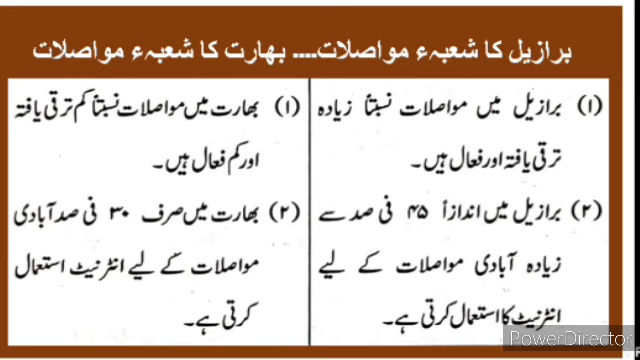 برازیل کا شعبہء مواصلات.... بھارت کا شعبہء مواصلات
(۱) برازیل میں مواصلات نسبتاً زیادہ
ترقی یافتہ اور فعال ہیں۔
(۲) برازیل میں اندازاً ۴۵ فی صد سے
زیادہ آبادی مواصلات کے لیے
انٹرنیٹ کا استعمال کرتی ہے۔
(۱) بھارت میں مواصلات نسبتاً کم ترقی یافتہ
اور کم فعال ہیں۔
(۲) بھارت میں صرف ۳۰ فی صد آبادی
مواصلات کے لیے انٹرنیٹ استعمال
کرتی ہے۔
PowerDirector